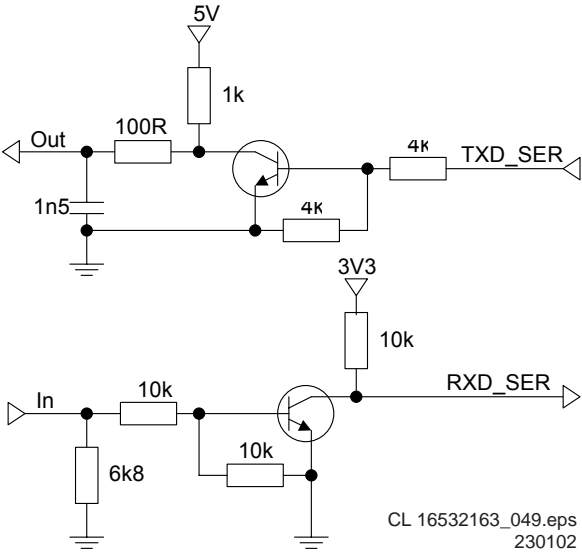 5V
1k
100R
Out
4k
TXD_SER
1n5
4k
3V3
10k
In
10k
RXD_SER
10k
6k8
CL 16532163_049.eps
230102